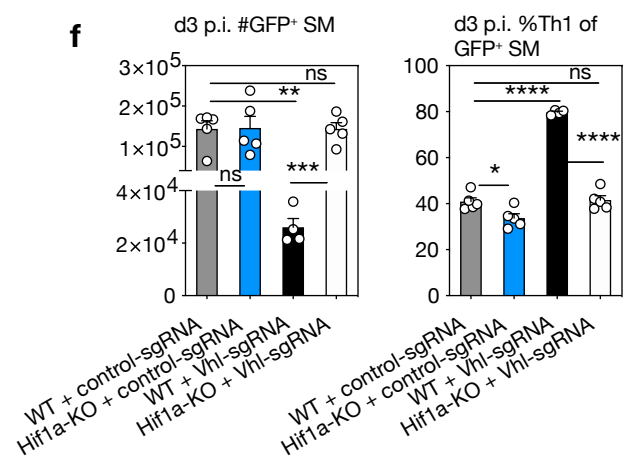 f
d3 p.i. #GFP⁺ SM
3×10⁵
2×10⁵
1×10⁵
4×10⁴
2×10⁴
0
ns
**
ns
***
WT + control-sgRNA
Hif1a-KO + control-sgRNA
WT + Vhl-sgRNA
Hif1a-KO + Vhl-sgRNA
d3 p.i. %Th1 of
GFP⁺ SM
100
80
60
40
20
0
ns
****
****
*
WT + control-sgRNA
Hif1a-KO + control-sgRNA
WT + Vhl-sgRNA
Hif1a-KO + Vhl-sgRNA